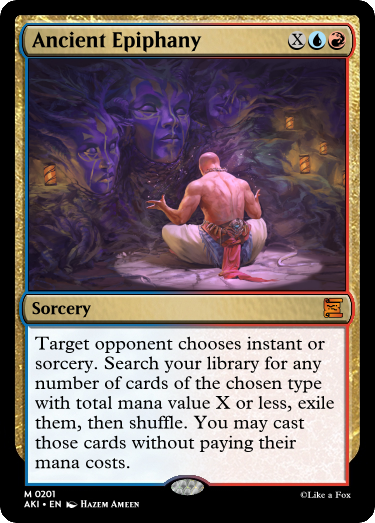 Ancient Epiphany X
Sorcery
Target opponent chooses instant or
sorcery. Search your library for any
number of cards of the chosen type
with total mana value X or less, exile
them, then shuffle. You may cast
those cards without paying their
mana costs.
M 0201
AKI • EN Hazem Ameen
©Like a Fox